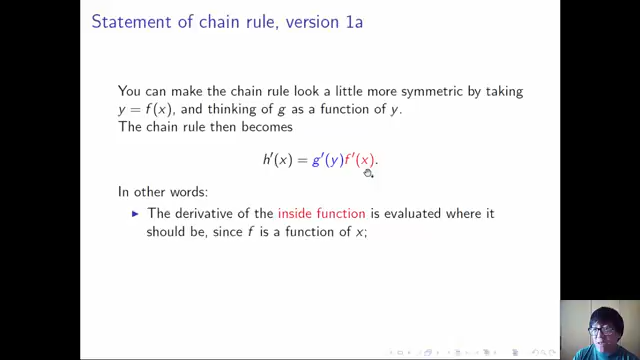 Statement of chain rule, version 1a
You can make the chain rule look a little more symmetric by taking
y = f(x), and thinking of g as a function of y.
The chain rule then becomes
h′(x) = g′(y)f′(x).
In other words:
▶ The derivative of the inside function is evaluated where it
should be, since f is a function of x;